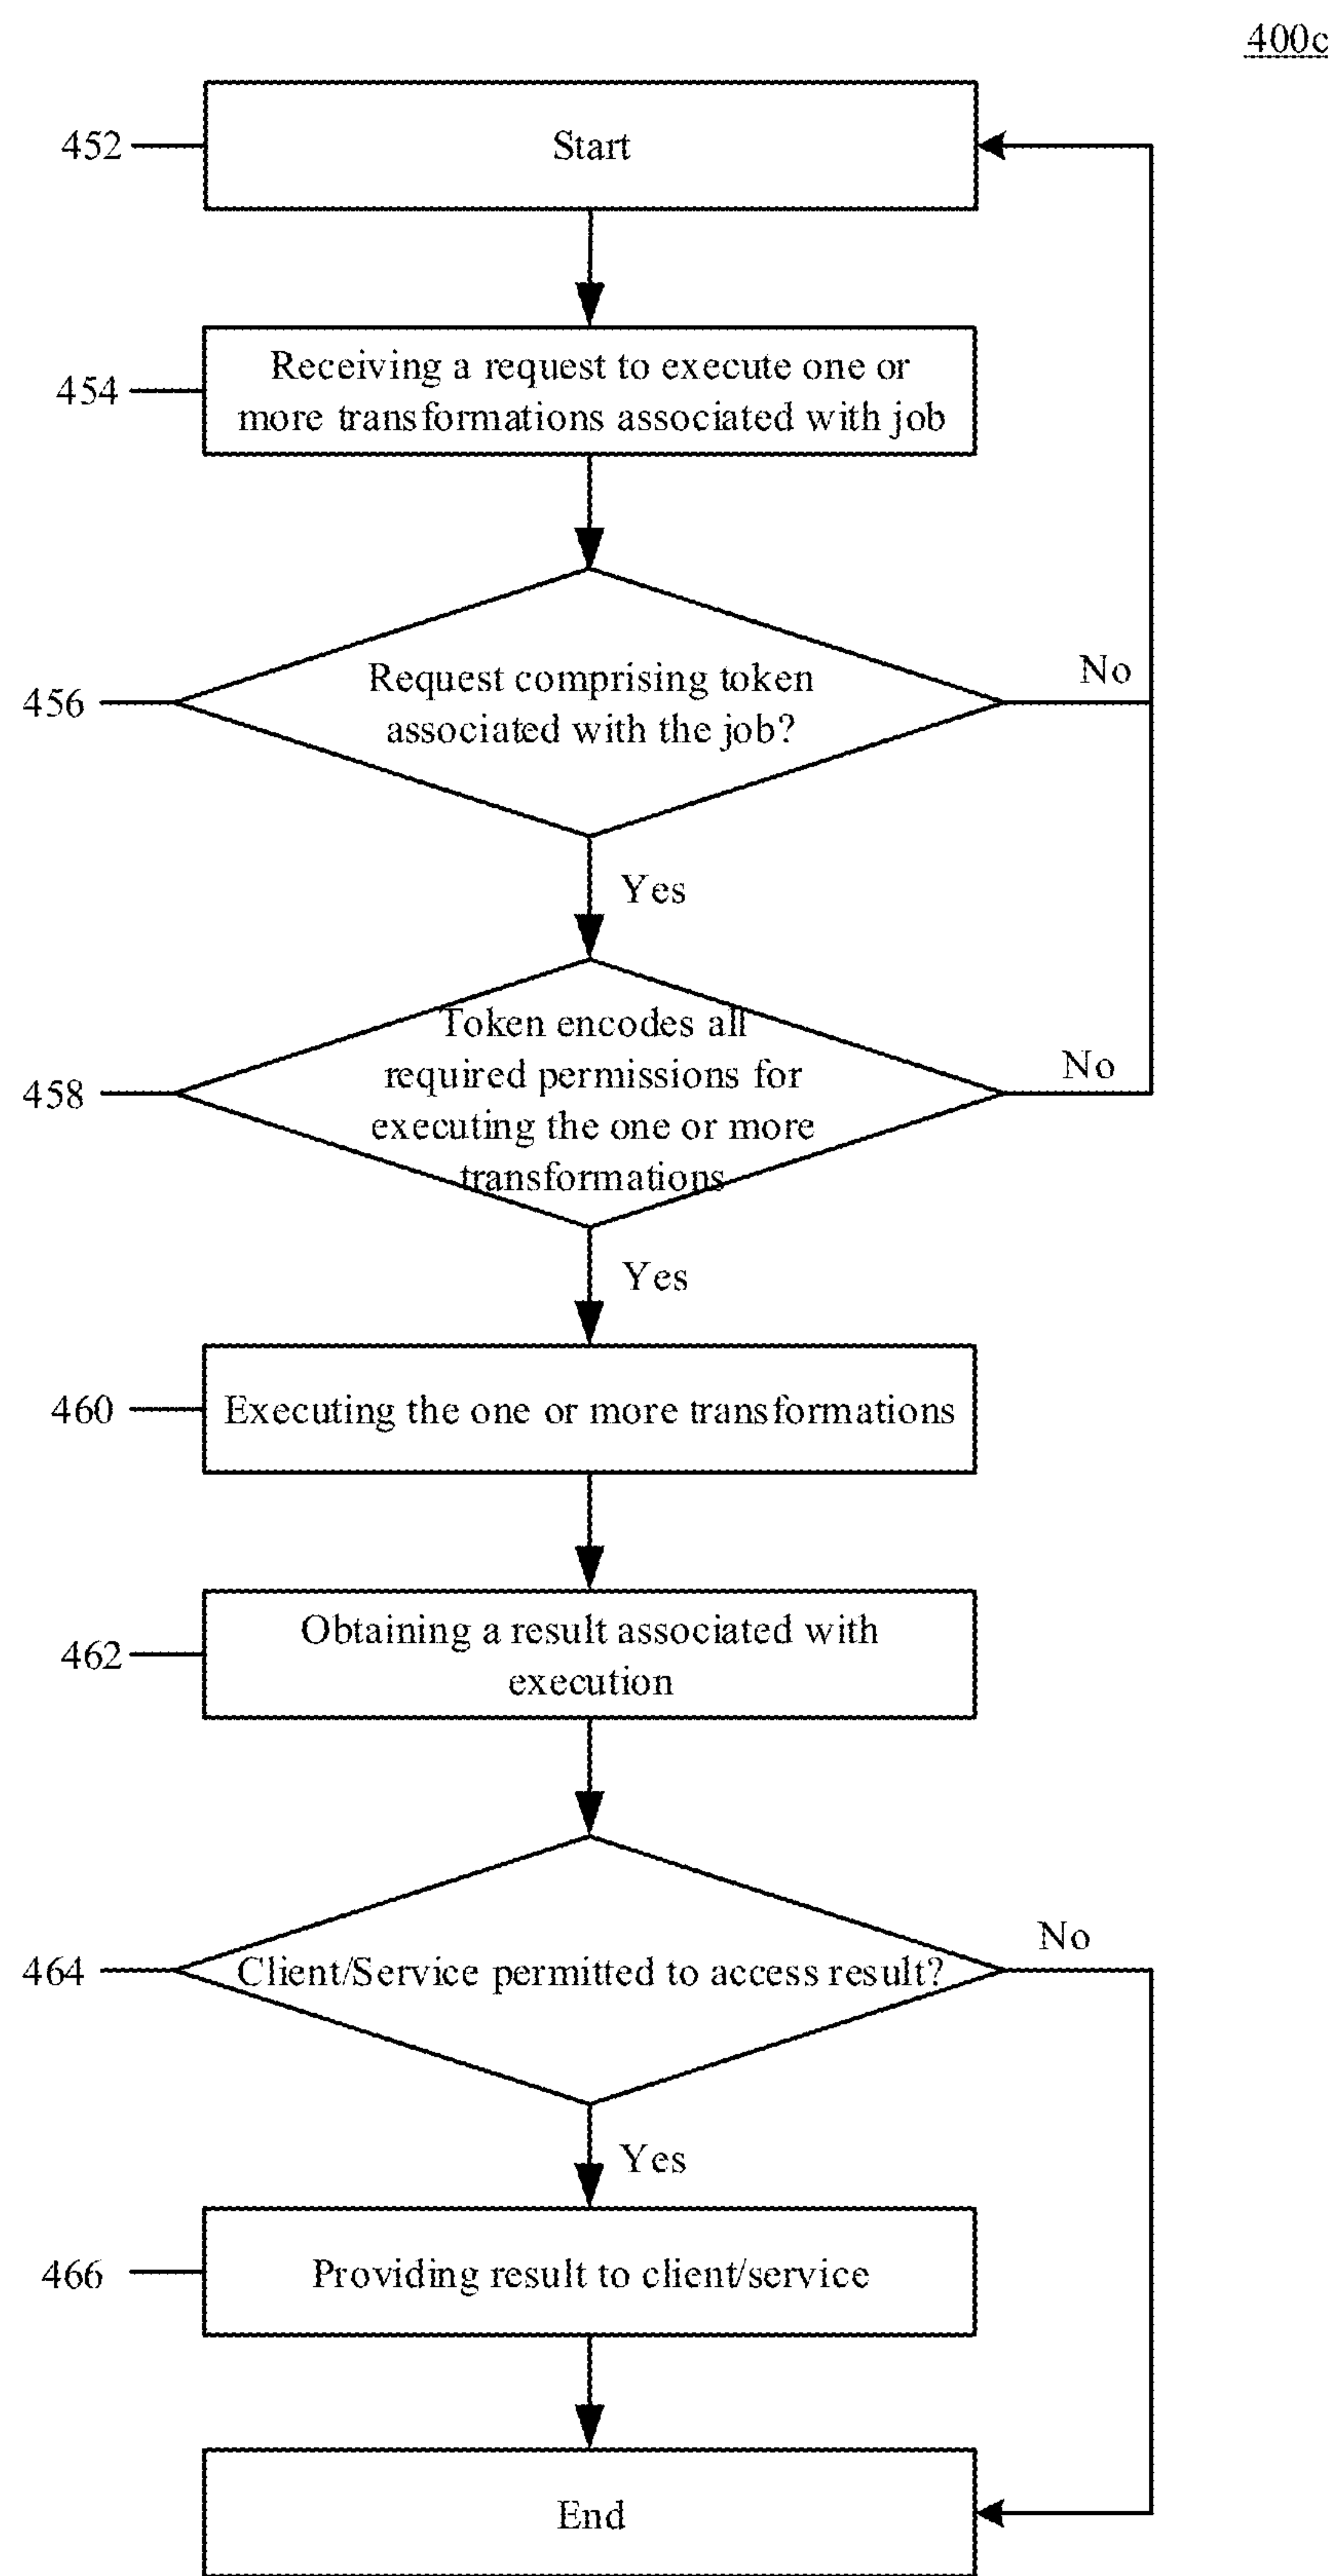 400c
452
Start
454
Receiving a request to execute one or
more transformations associated with job
456
Request comprising token
associated with the job?
No
Yes
458
Token encodes all
required permissions for
executing the one or more
transformations
No
Yes
460
Executing the one or more transformations
462
Obtaining a result associated with
execution
464
Client/Service permitted to access result?
No
Yes
466
Providing result to client/service
End